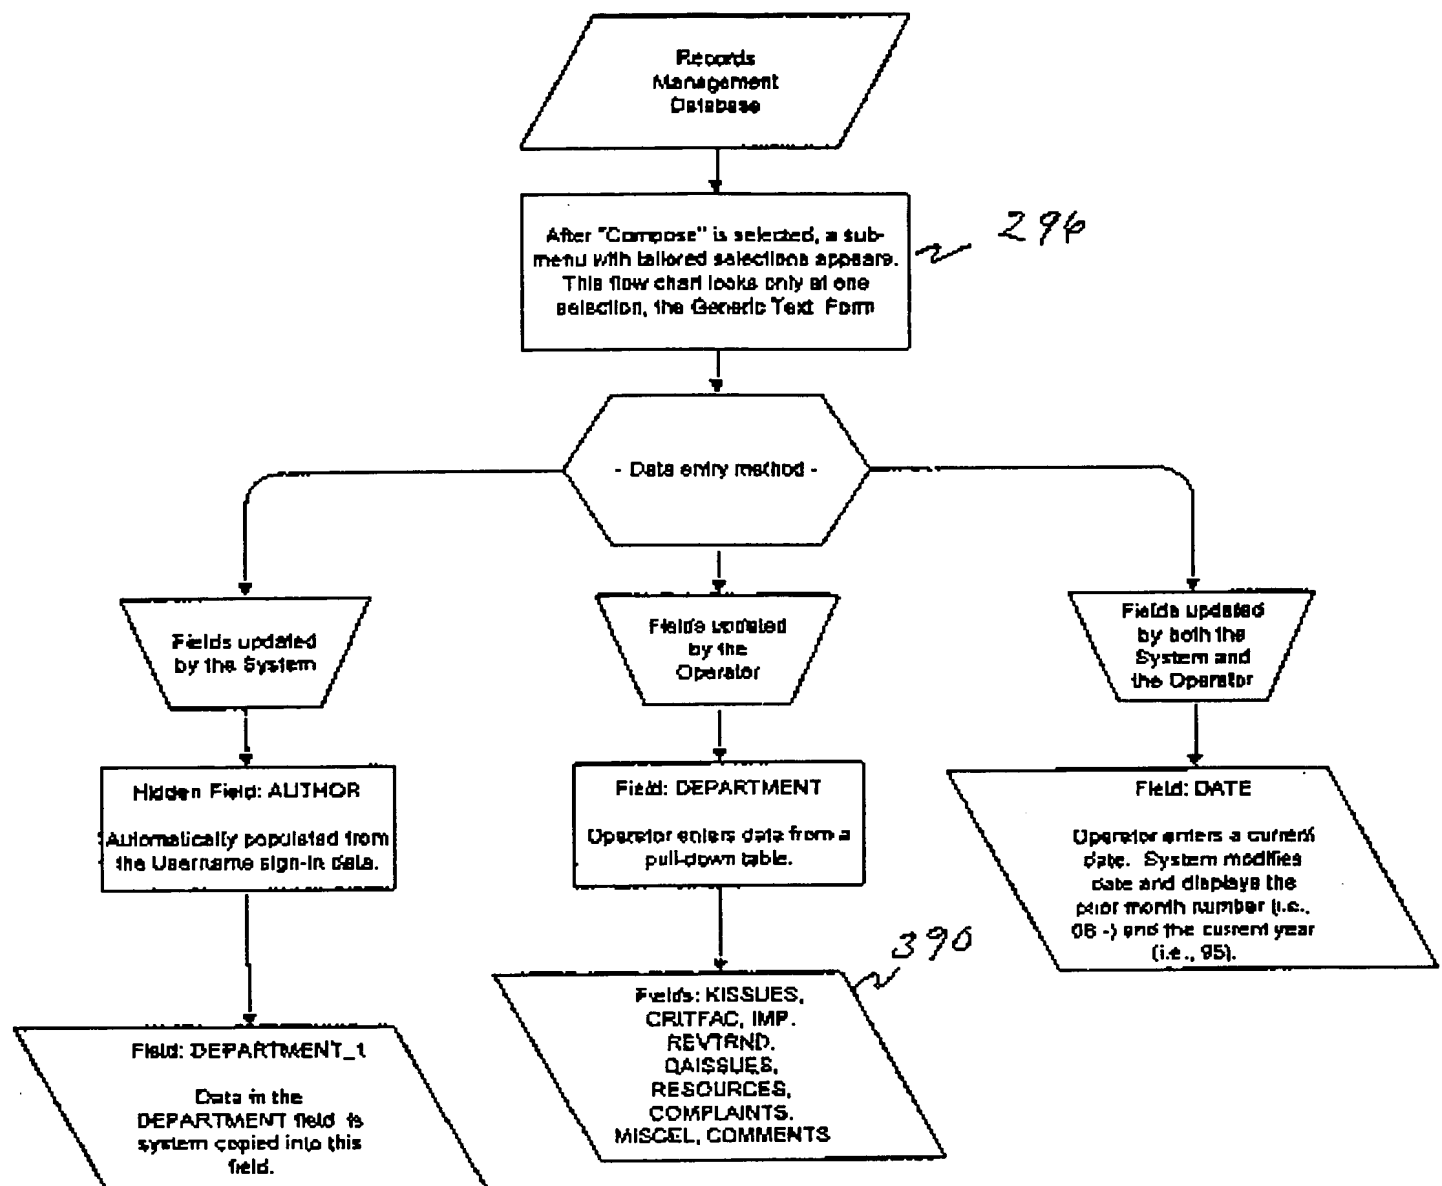 Records
Management
Database
After "Compose" is selected, a sub-
menu with tailored selections appears.
This flow chart looks only at one
selection, the Generic Text Form
296
- Data entry method -
Fields updated
by the System
Fields updated
by the
Operator
Fields updated
by both the
System and
the Operator
Hidden Field: AUTHOR
Automatically populated from
the Username sign-in data.
Field: DEPARTMENT
Operator enters data from a
pull-down table.
Field: DATE
Operator enters a current
date. System modifies
date and displays the
prior month number (i.e.,
06 -) and the current year
(i.e., 95).
390
Field: DEPARTMENT_1
Data in the
DEPARTMENT field is
system copied into this
field.
Fields: KISSUES,
CRITFAC, IMP.
REVTRND.
QAISSUES,
RESOURCES,
COMPLAINTS.
MISCEL, COMMENTS